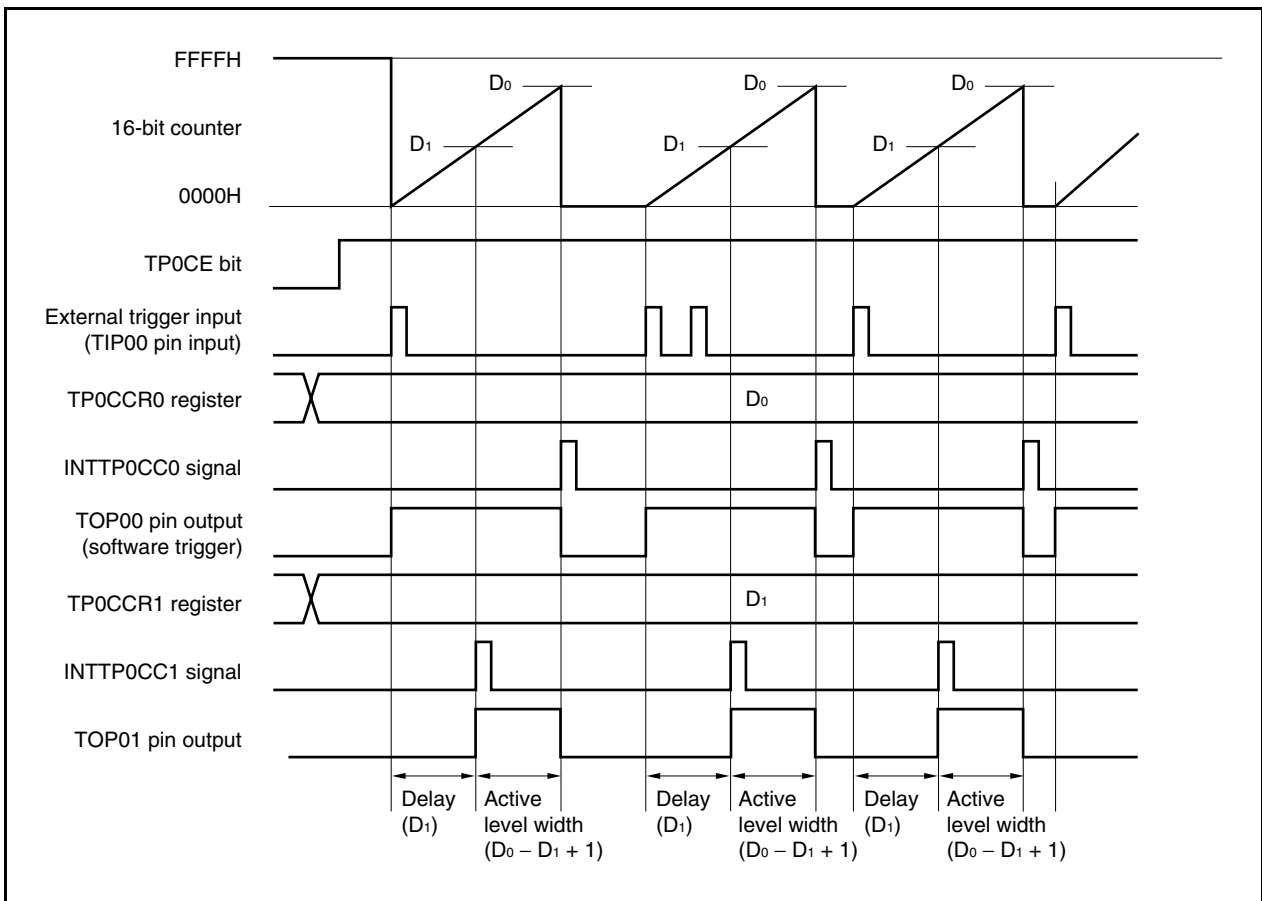 FFFFH
D₀
D₀
D₀
16-bit counter
D₁
D₁
D₁
0000H
TP0CE bit
External trigger input
(TIP00 pin input)
TP0CCR0 register
D₀
INTTP0CC0 signal
TOP00 pin output
(software trigger)
TP0CCR1 register
D₁
INTTP0CC1 signal
TOP01 pin output
Delay
(D₁)
Active
level width
(D₀ − D₁ + 1)
Delay
(D₁)
Active
level width
(D₀ − D₁ + 1)
Delay
(D₁)
Active
level width
(D₀ − D₁ + 1)